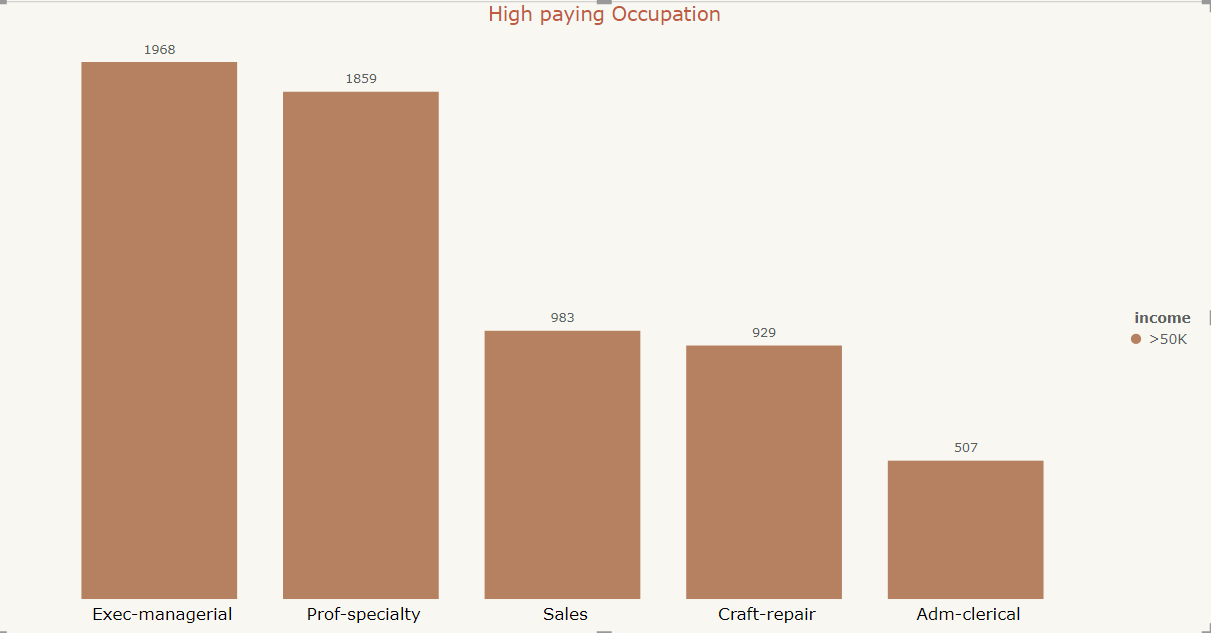 High paying Occupation
1968
1859
983
929
507
income
>50K
Exec-managerial
Prof-specialty
Sales
Craft-repair
Adm-clerical